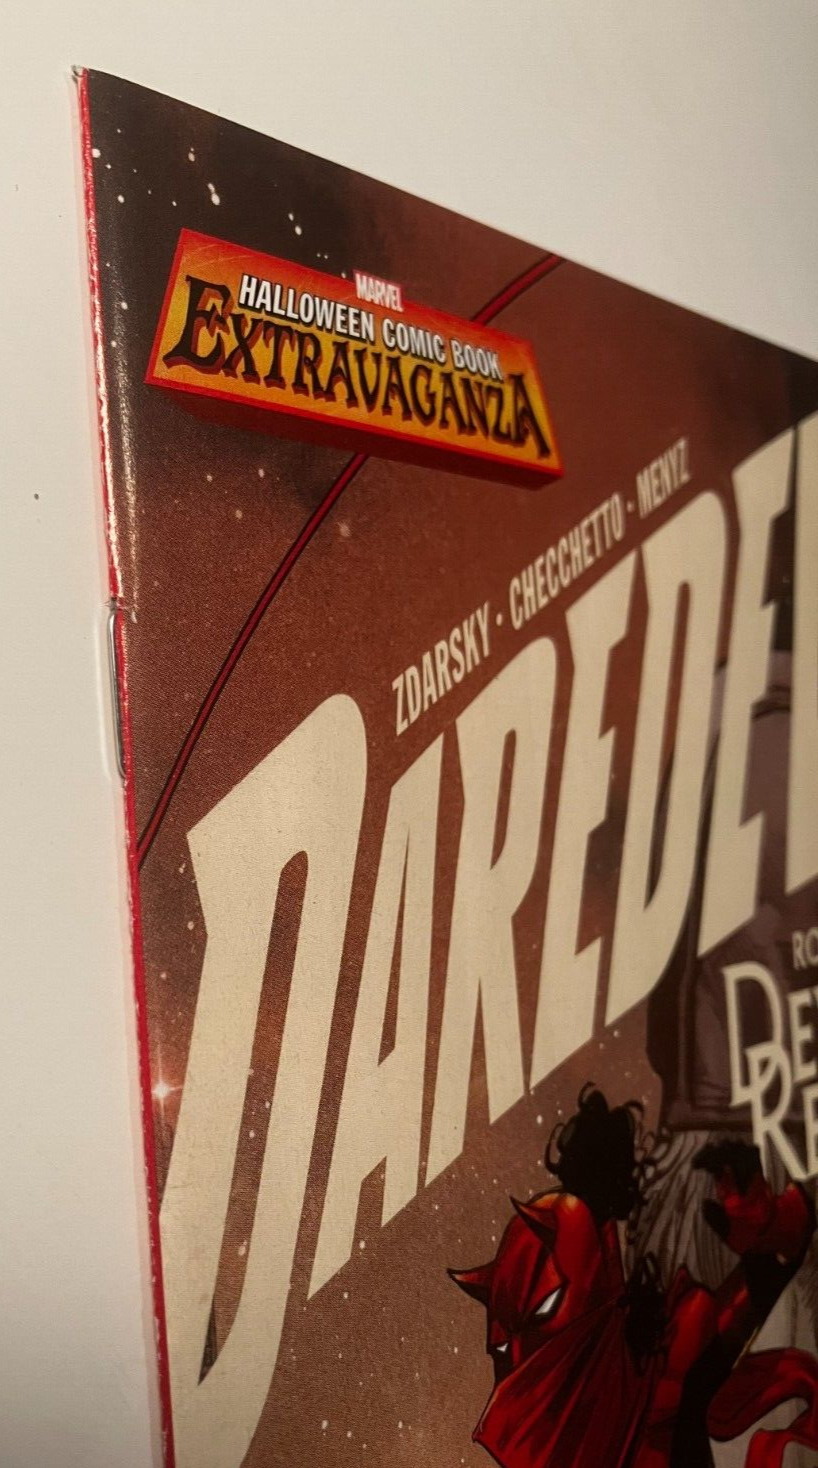 MARVEL
HALLOWEEN COMIC BOOK
EXTRAVAGANZA
ZDARSKY · CHECCHETTO · MENYZ
DAREDE